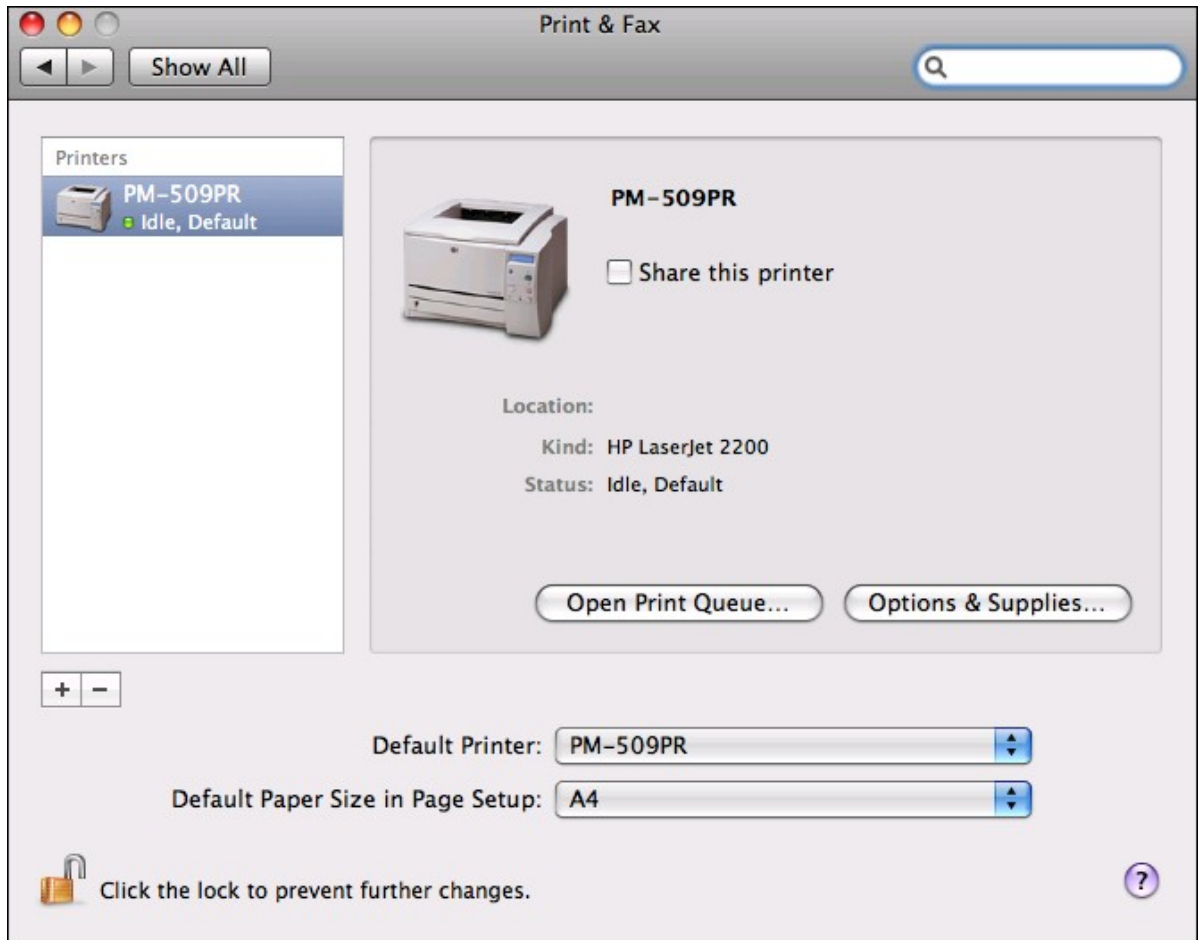 Print & Fax
Show All
Printers
PM-509PR
Idle, Default
PM-509PR
Share this printer
Location:
Kind: HP LaserJet 2200
Status: Idle, Default
Open Print Queue... Options & Supplies...
+ −
Default Printer: PM-509PR
Default Paper Size in Page Setup: A4
Click the lock to prevent further changes.
?